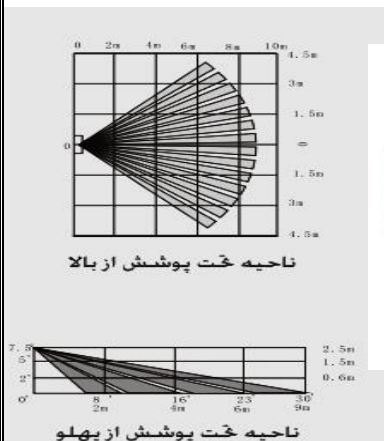 0 2m 4m 6m 8m 10m
4.5m
3m
1.5m
0 0
1.5m
3m
4.5m
ناحیه تحت پوشش از بالا
7.5' 2.5m
5' 1.5m
2' 0.6m
0' 8' 16' 23' 30'
2m 4m 6m 9m
ناحیه تحت پوشش از پهلو